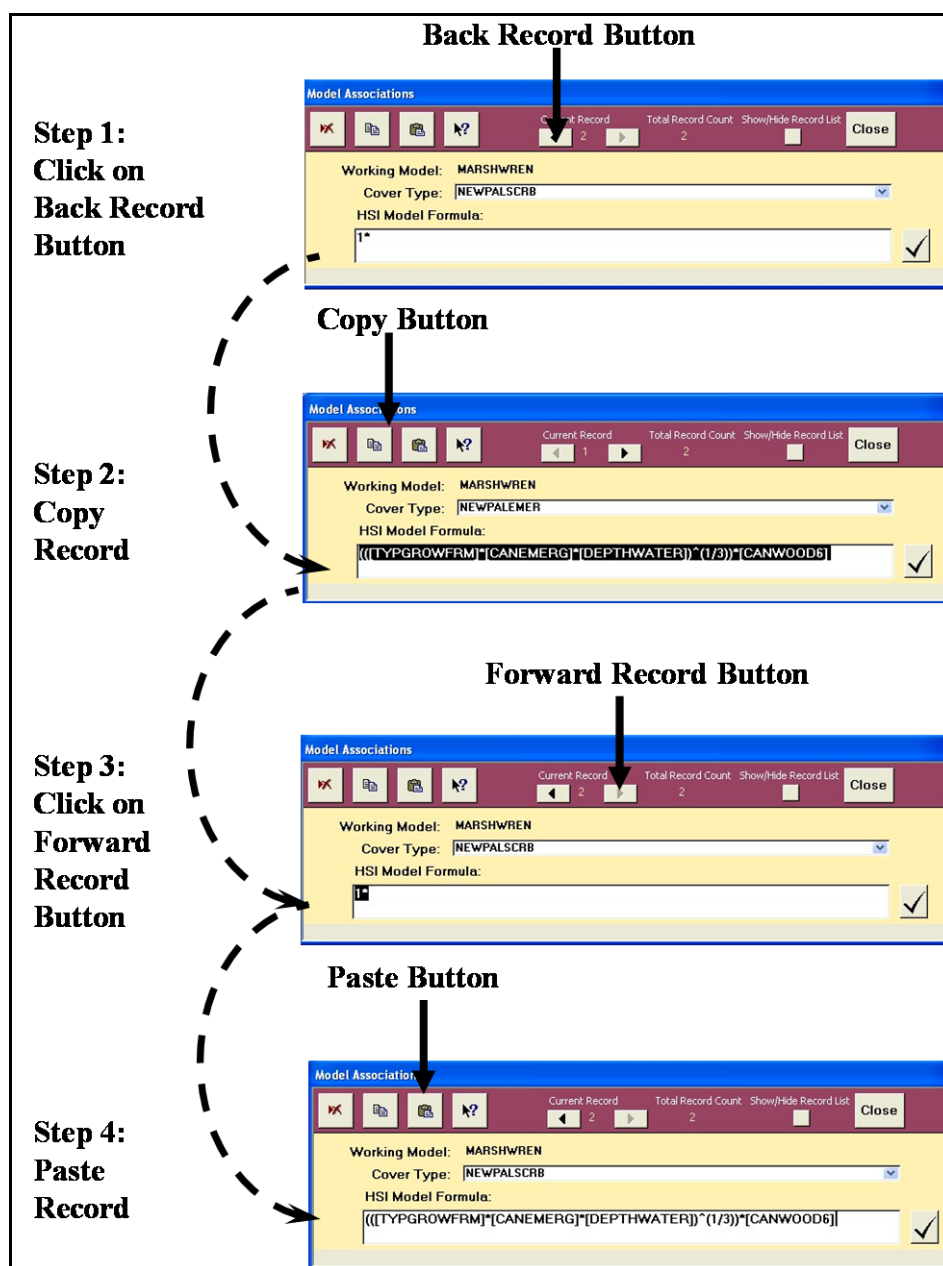 Back Record Button
Step 1:
Click on
Back Record
Button
Model Associations
Current Record
2
Total Record Count
2
Show/Hide Record List
Close
Working Model: MARSHWREN
Cover Type: NEWPALSCRB
HSI Model Formula:
1*
Copy Button
Step 2:
Copy
Record
Model Associations
Current Record
1
Total Record Count
2
Show/Hide Record List
Close
Working Model: MARSHWREN
Cover Type: NEWPALEMER
HSI Model Formula:
(([TYPGROWFRM]*[CANEMERG]*[DEPTHWATER])^(1/3))*[CANWOOD6]
Forward Record Button
Step 3:
Click on
Forward
Record
Button
Model Associations
Current Record
2
Total Record Count
2
Show/Hide Record List
Close
Working Model: MARSHWREN
Cover Type: NEWPALSCRB
HSI Model Formula:
1*
Paste Button
Step 4:
Paste
Record
Model Association
Current Record
2
Total Record Count
2
Show/Hide Record List
Close
Working Model: MARSHWREN
Cover Type: NEWPALSCRB
HSI Model Formula:
(([TYPGROWFRM]*[CANEMERG]*[DEPTHWATER])^(1/3))*[CANWOOD6]